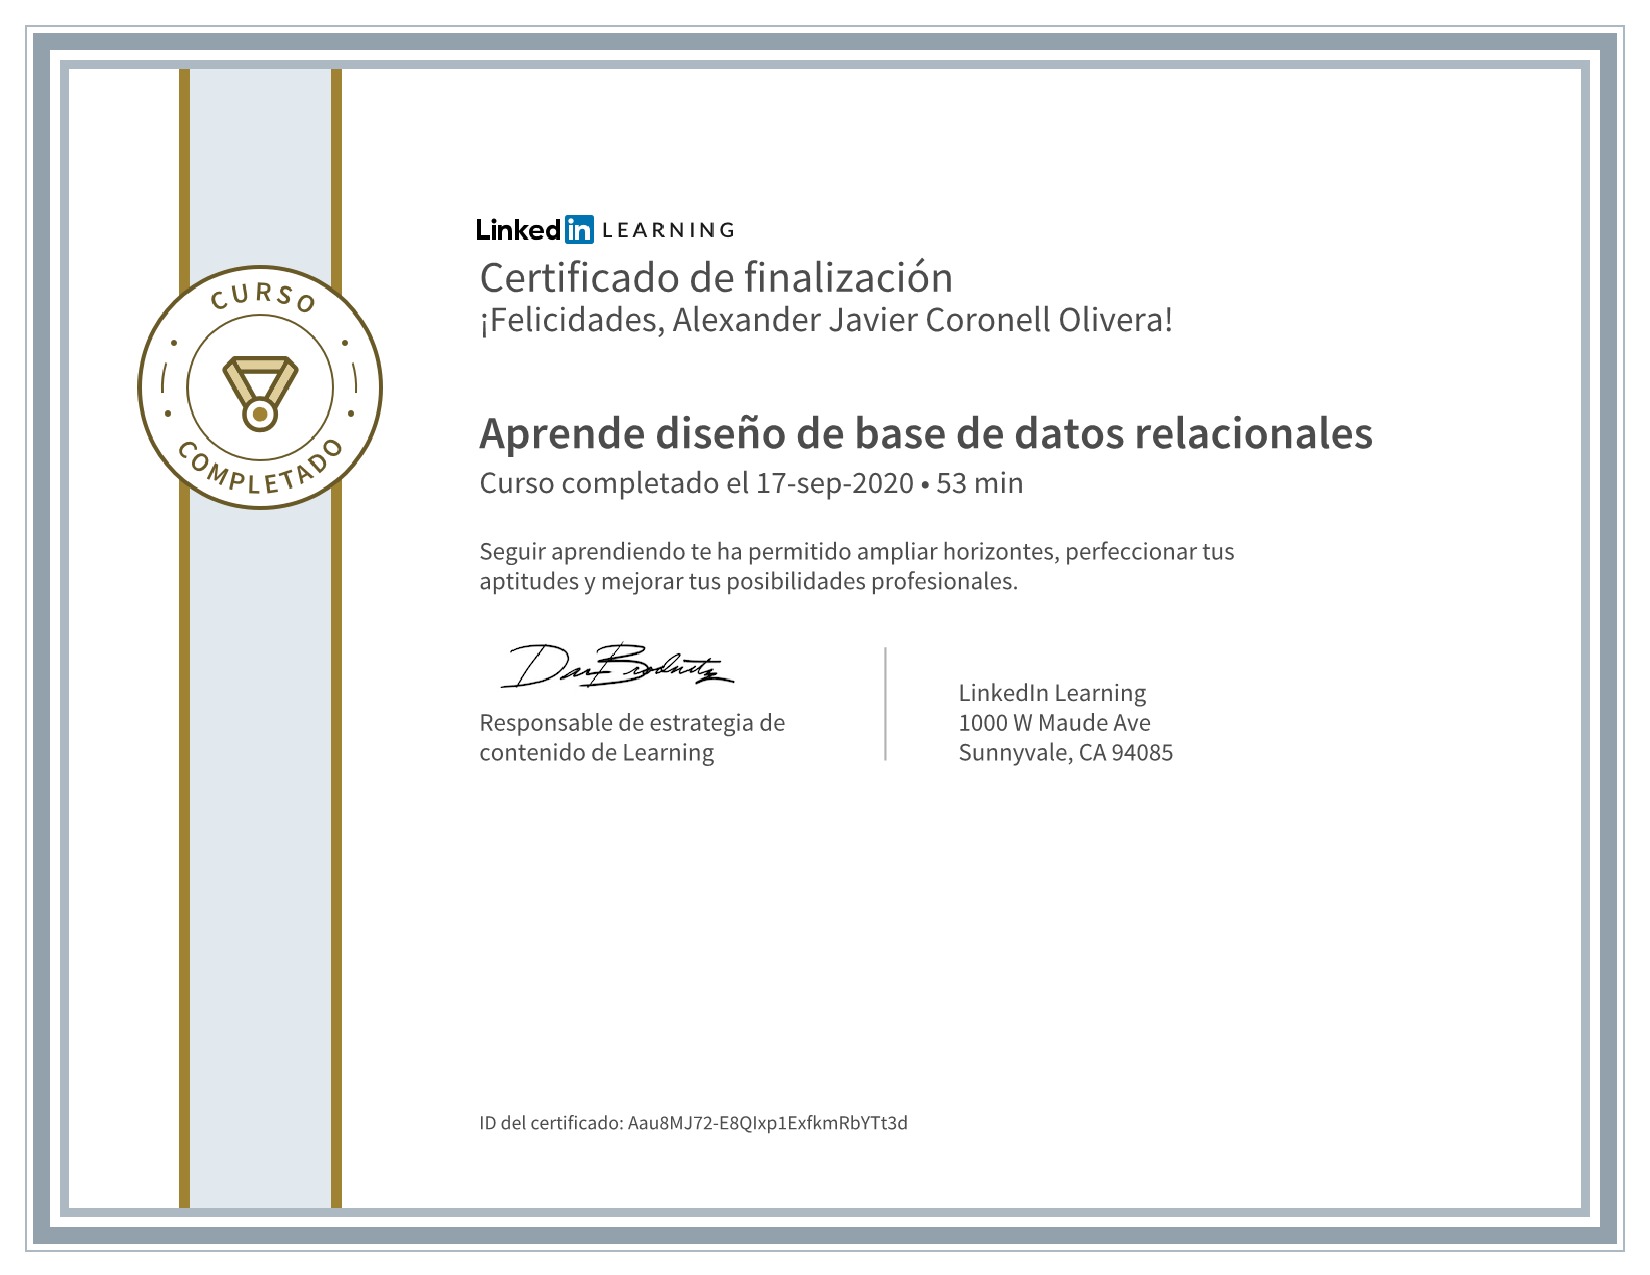 LinkedIn LEARNING
Certificado de finalización
¡Felicidades, Alexander Javier Coronell Olivera!
CURSO
COMPLETADO
Aprende diseño de base de datos relacionales
Curso completado el 17-sep-2020 • 53 min
Seguir aprendiendo te ha permitido ampliar horizontes, perfeccionar tus
aptitudes y mejorar tus posibilidades profesionales.
Responsable de estrategia de
contenido de Learning
LinkedIn Learning
1000 W Maude Ave
Sunnyvale, CA 94085
ID del certificado: Aau8MJ72-E8QIxp1ExfkmRbYTt3d